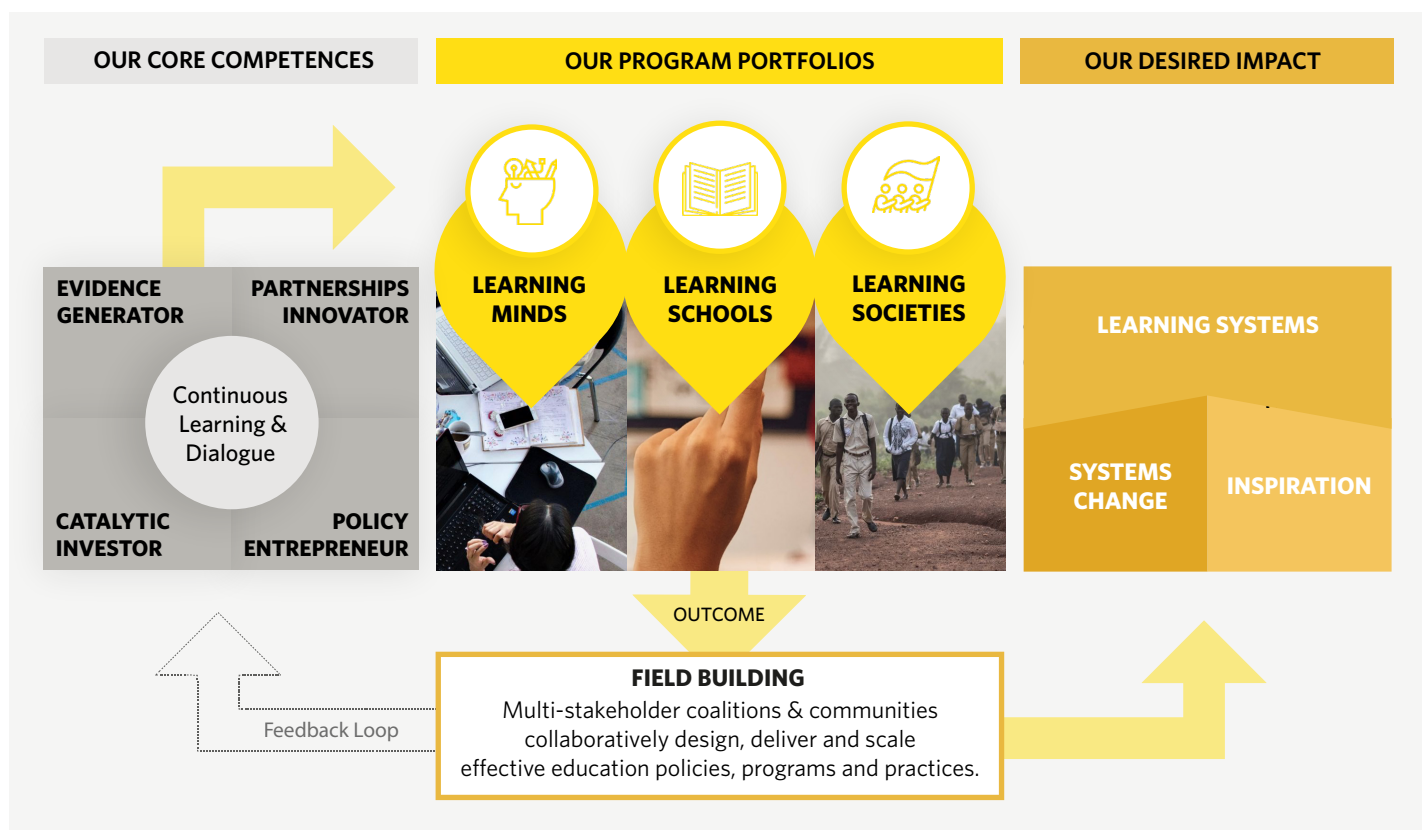 OUR CORE COMPETENCES
OUR PROGRAM PORTFOLIOS
OUR DESIRED IMPACT
EVIDENCE
GENERATOR
PARTNERSHIPS
INNOVATOR
Continuous
Learning &
Dialogue
CATALYTIC
INVESTOR
POLICY
ENTREPRENEUR
LEARNING
MINDS
LEARNING
SCHOOLS
LEARNING
SOCIETIES
LEARNING SYSTEMS
SYSTEMS
CHANGE
INSPIRATION
OUTCOME
FIELD BUILDING
Multi-stakeholder coalitions & communities
collaboratively design, deliver and scale
effective education policies, programs and practices.
Feedback Loop